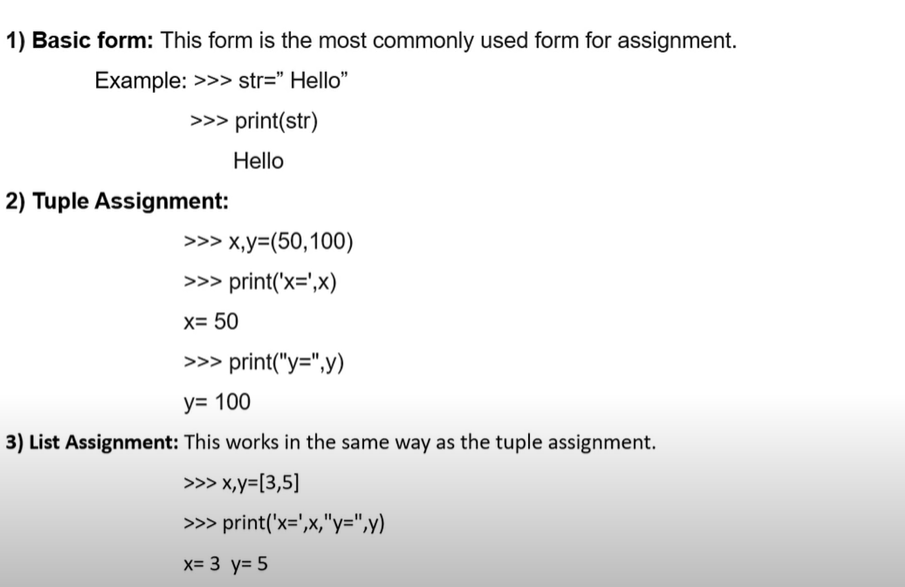 1) Basic form: This form is the most commonly used form for assignment.
Example: >>> str=” Hello”
>>> print(str)
Hello
2) Tuple Assignment:
>>> x,y=(50,100)
>>> print('x=',x)
x= 50
>>> print("y=",y)
y= 100
3) List Assignment: This works in the same way as the tuple assignment.
>>> x,y=[3,5]
>>> print('x=',x,"y=",y)
x= 3  y= 5